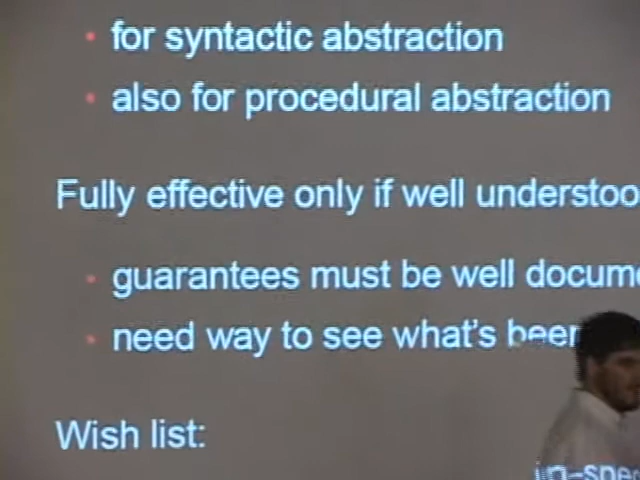 for syntactic abstraction
also for procedural abstraction
Fully effective only if well understoo
guarantees must be well docume
need way to see what's been
Wish list: